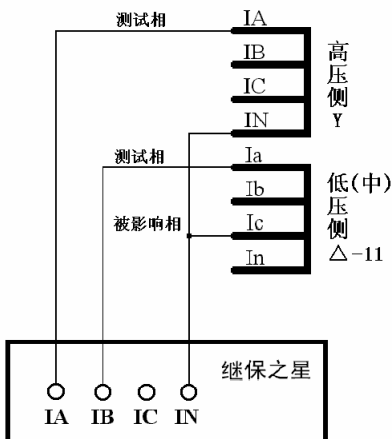 测试相
IA
IB
IC
IN
高压侧 Y
测试相
Ia
Ib
被影响相
Ic
In
低(中)压侧 △-11
继保之星
IA IB IC IN